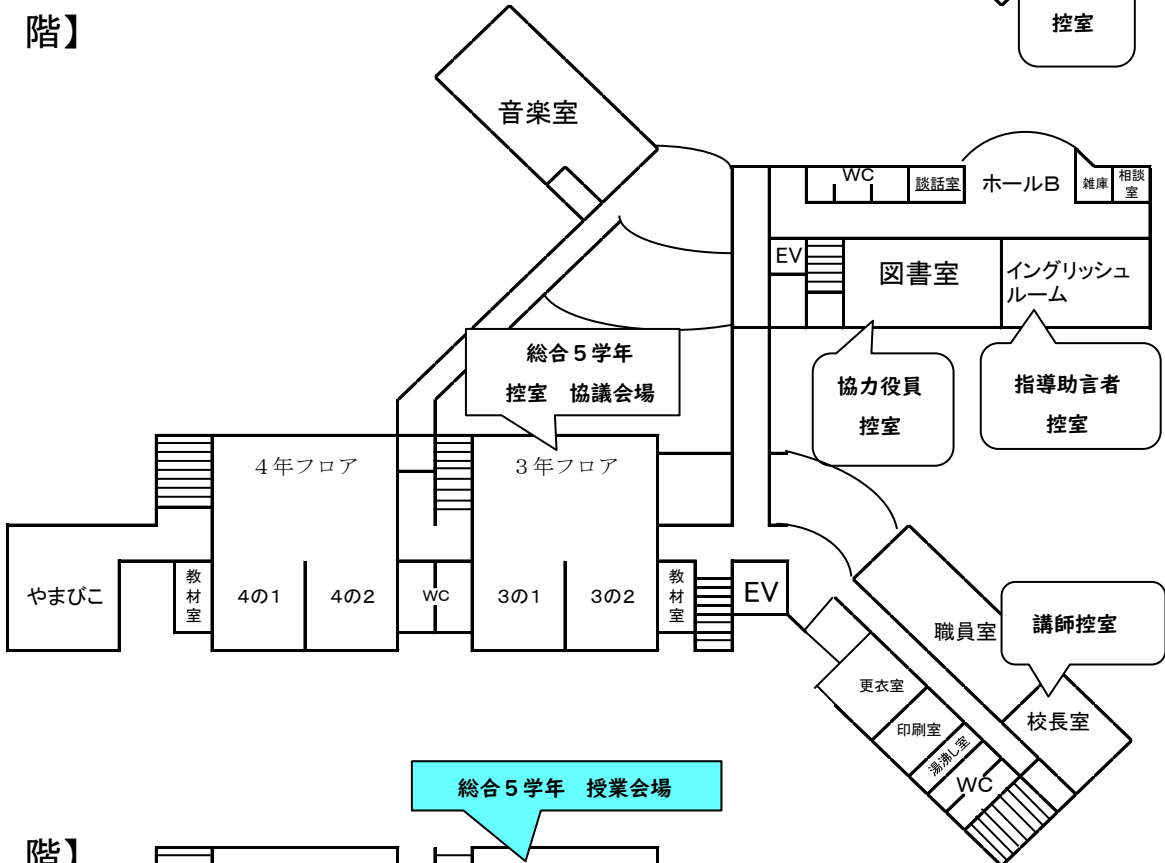 階】
控室
音楽室
WC
談話室
ホールB
雑庫
相談
室
EV
図書室
イングリッシュ
ルーム
総合５学年
控室　協議会場
協力役員
控室
指導助言者
控室
４年フロア
３年フロア
やまびこ
教
材
室
4の1
4の2
WC
3の1
3の2
教
材
室
EV
職員室
講師控室
更衣室
印刷室
湯沸し室
WC
校長室
総合５学年　授業会場
階】